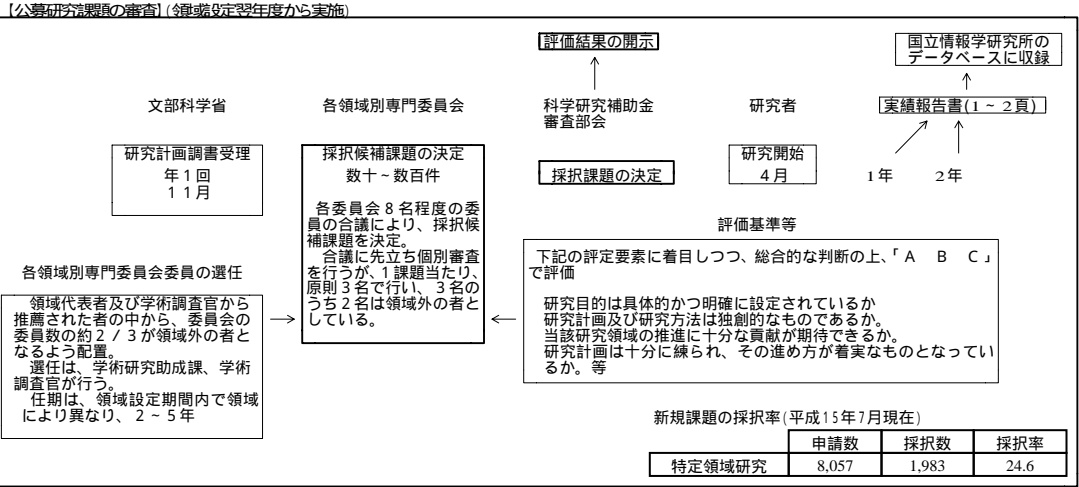 【公募研究課題の審査】(領域設定翌年度から実施)
評価結果の開示
国立情報学研究所の
データベースに収録
文部科学省
各領域別専門委員会
科学研究補助金
審査部会
研究者
実績報告書(1～2頁)
研究計画調書受理
年１回
１１月
採択候補課題の決定
数十～数百件
各委員会８名程度の委
員の合議により、採択候
補課題を決定。
合議に先立ち個別審査
を行うが、１課題当たり、
原則３名で行い、３名の
うち２名は領域外の者と
している。
採択課題の決定
研究開始
４月
1年
2年
各領域別専門委員会委員の選任
領域代表者及び学術調査官から
推薦された者の中から、委員会の
委員数の約２/３が領域外の者と
なるよう配置。
選任は、学術研究助成課、学術
調査官が行う。
任期は、領域設定期間内で領域
により異なり、２～５年
評価基準等
下記の評定要素に着目しつつ、総合的な判断の上、「Ａ　Ｂ　Ｃ」
で評価
研究目的は具体的かつ明確に設定されているか
研究計画及び研究方法は独創的なものであるか。
当該研究領域の推進に十分な貢献が期待できるか。
研究計画は十分に練られ、その進め方が着実なものとなってい
るか。等
新規課題の採択率(平成15年7月現在)
申請数 採択数 採択率
特定領域研究 8,057 1,983 24.6